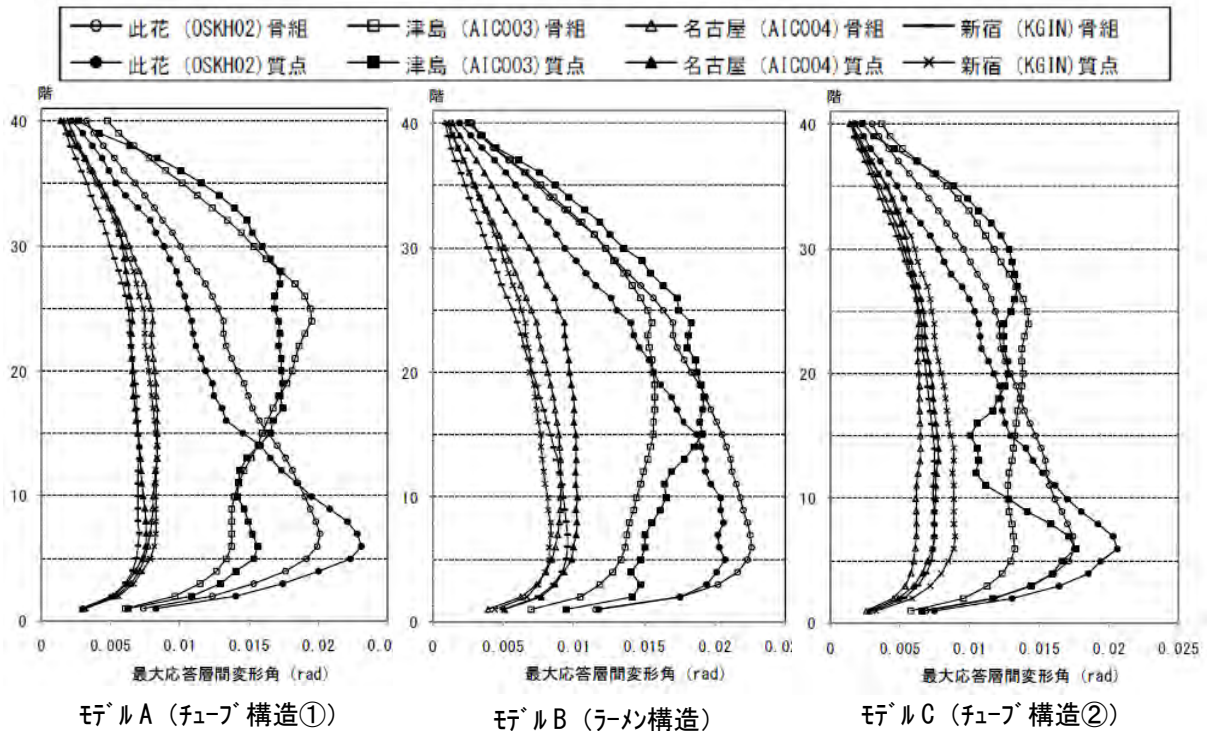 此花 (OSKH02)骨組 津島 (AIC003)骨組 名古屋 (AIC004)骨組 新宿 (KGIN)骨組
此花 (OSKH02)質点 津島 (AIC003)質点 名古屋 (AIC004)質点 新宿 (KGIN)質点
階 階 階
40 40 40
30 30 30
20 20 20
10 10 10
0 0 0
0 0.005 0.01 0.015 0.02 0.0
0 0.005 0.01 0.015 0.02 0.02
0 0.005 0.01 0.015 0.02 0.025
最大応答層間変形角 (rad) 最大応答層間変形角 (rad) 最大応答層間変形角 (rad)
ﾓﾃﾞﾙA (ﾁｭｰﾌﾞ構造①) ﾓﾃﾞﾙB (ﾗｰﾒﾝ構造) ﾓﾃﾞﾙC (ﾁｭｰﾌﾞ構造②)